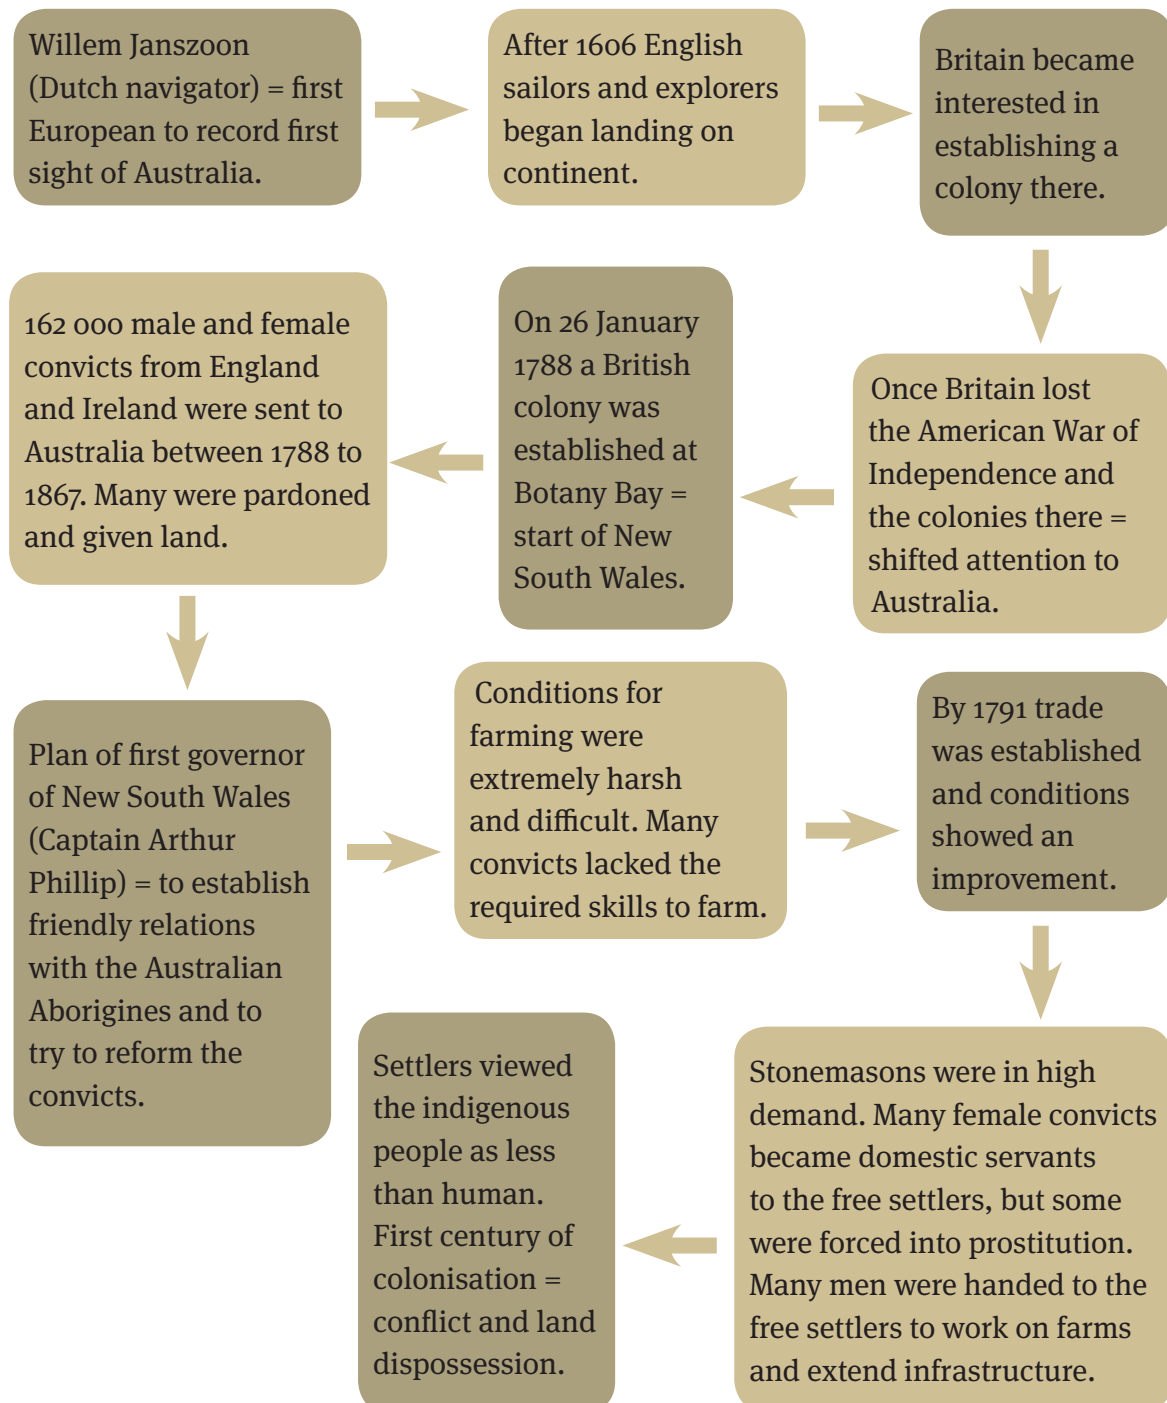 Willem Janszoon
(Dutch navigator) = first
European to record first
sight of Australia.
After 1606 English
sailors and explorers
began landing on
continent.
Britain became
interested in
establishing a
colony there.
Once Britain lost
the American War of
Independence and
the colonies there =
shifted attention to
Australia.
On 26 January
1788 a British
colony was
established at
Botany Bay =
start of New
South Wales.
162 000 male and female
convicts from England
and Ireland were sent to
Australia between 1788 to
1867. Many were pardoned
and given land.
Plan of first governor
of New South Wales
(Captain Arthur
Phillip) = to establish
friendly relations
with the Australian
Aborigines and to
try to reform the
convicts.
Conditions for
farming were
extremely harsh
and difficult. Many
convicts lacked the
required skills to farm.
By 1791 trade
was established
and conditions
showed an
improvement.
Stonemasons were in high
demand. Many female convicts
became domestic servants
to the free settlers, but some
were forced into prostitution.
Many men were handed to the
free settlers to work on farms
and extend infrastructure.
Settlers viewed
the indigenous
people as less
than human.
First century of
colonisation =
conflict and land
dispossession.